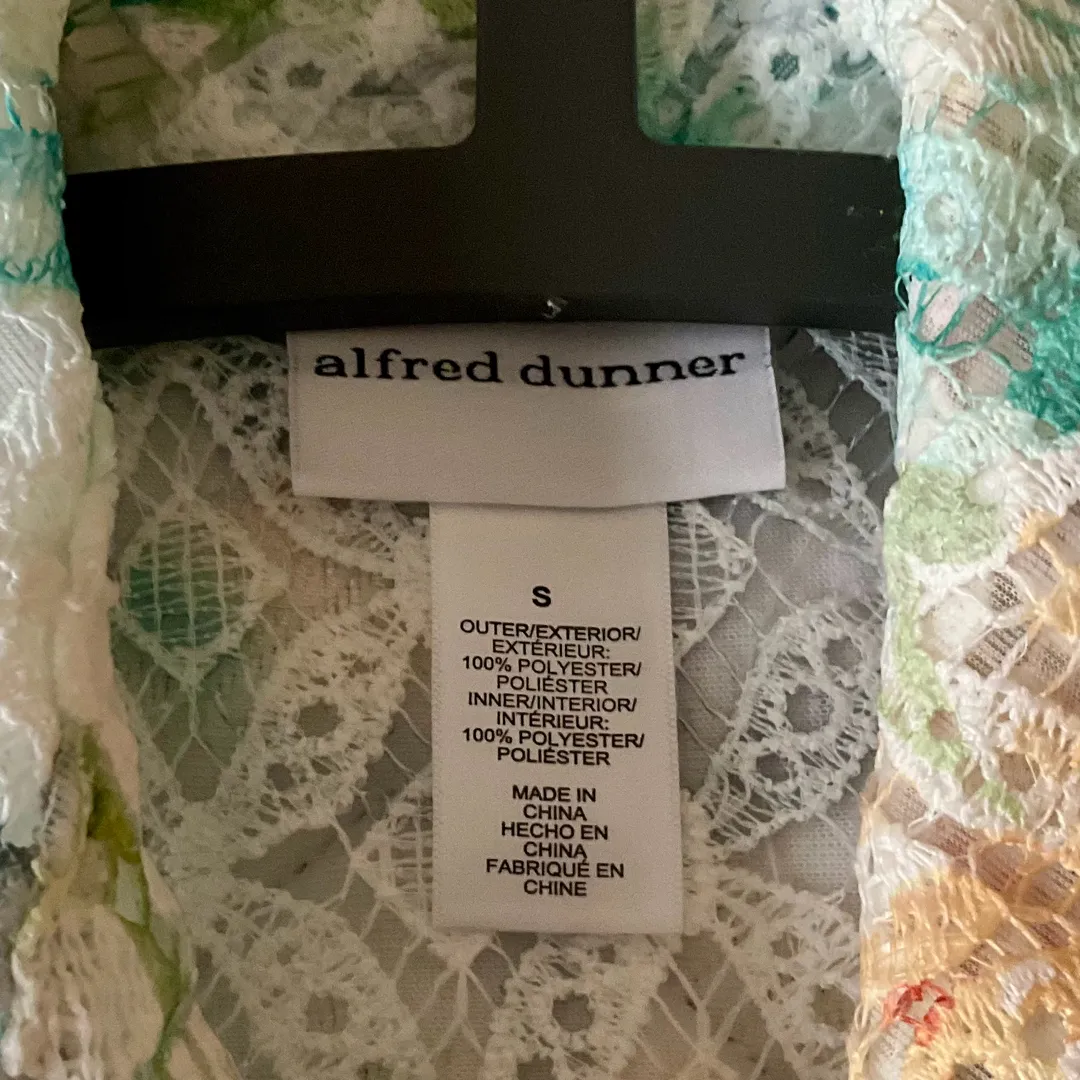 alfred dunner
S
OUTER/EXTERIOR/
EXTÉRIEUR:
100% POLYESTER/
POLIÉSTER
INNER/INTERIOR/
INTÉRIEUR:
100% POLYESTER/
POLIÉSTER
MADE IN
CHINA
HECHO EN
CHINA
FABRIQUÉ EN
CHINE